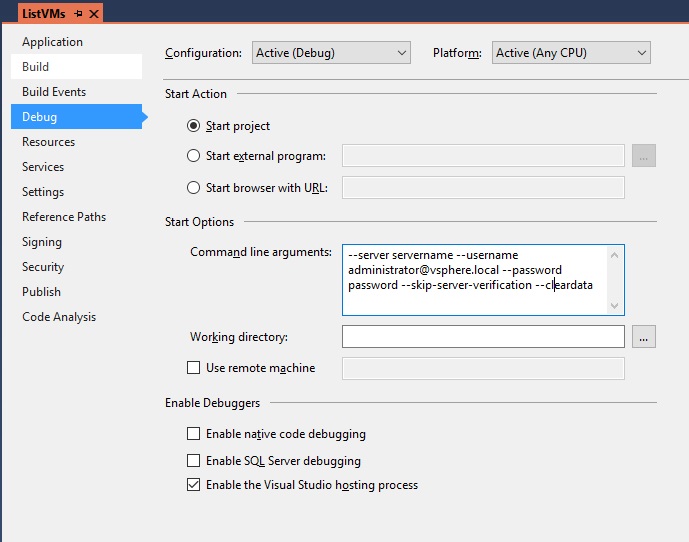 ListVMs
Application
Build
Build Events
Debug
Resources
Services
Settings
Reference Paths
Signing
Security
Publish
Code Analysis
Configuration: Active (Debug) Platform: Active (Any CPU)
Start Action
Start project
Start external program: ...
Start browser with URL:
Start Options
Command line arguments:
--server servername --username
administrator@vsphere.local --password
password --skip-server-verification --cleardata
Working directory: ...
Use remote machine
Enable Debuggers
Enable native code debugging
Enable SQL Server debugging
Enable the Visual Studio hosting process